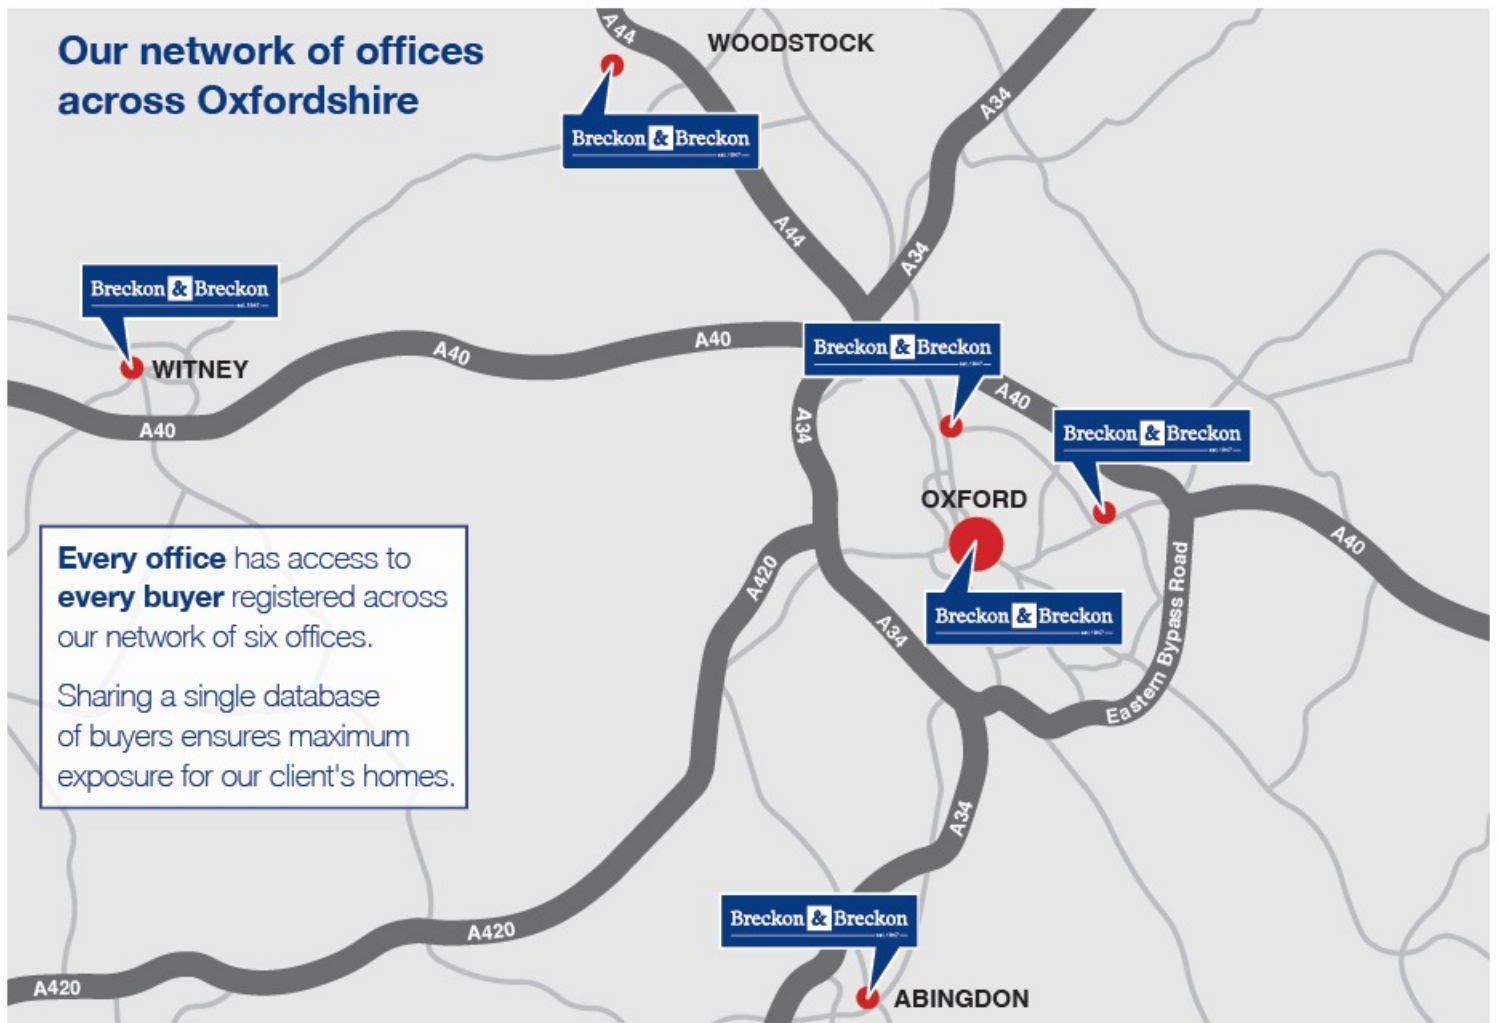 Our network of offices
across Oxfordshire
A44
WOODSTOCK
Breckon & Breckon
A34
A44
A34
Breckon & Breckon
WITNEY
A40
A40
A40
Breckon & Breckon
A40
A34
Breckon & Breckon
OXFORD
A40
Every office has access to
every buyer registered across
our network of six offices.
Sharing a single database
of buyers ensures maximum
exposure for our client's homes.
A420
Breckon & Breckon
A34
Eastern Bypass Road
A34
Breckon & Breckon
A420
A420
ABINGDON